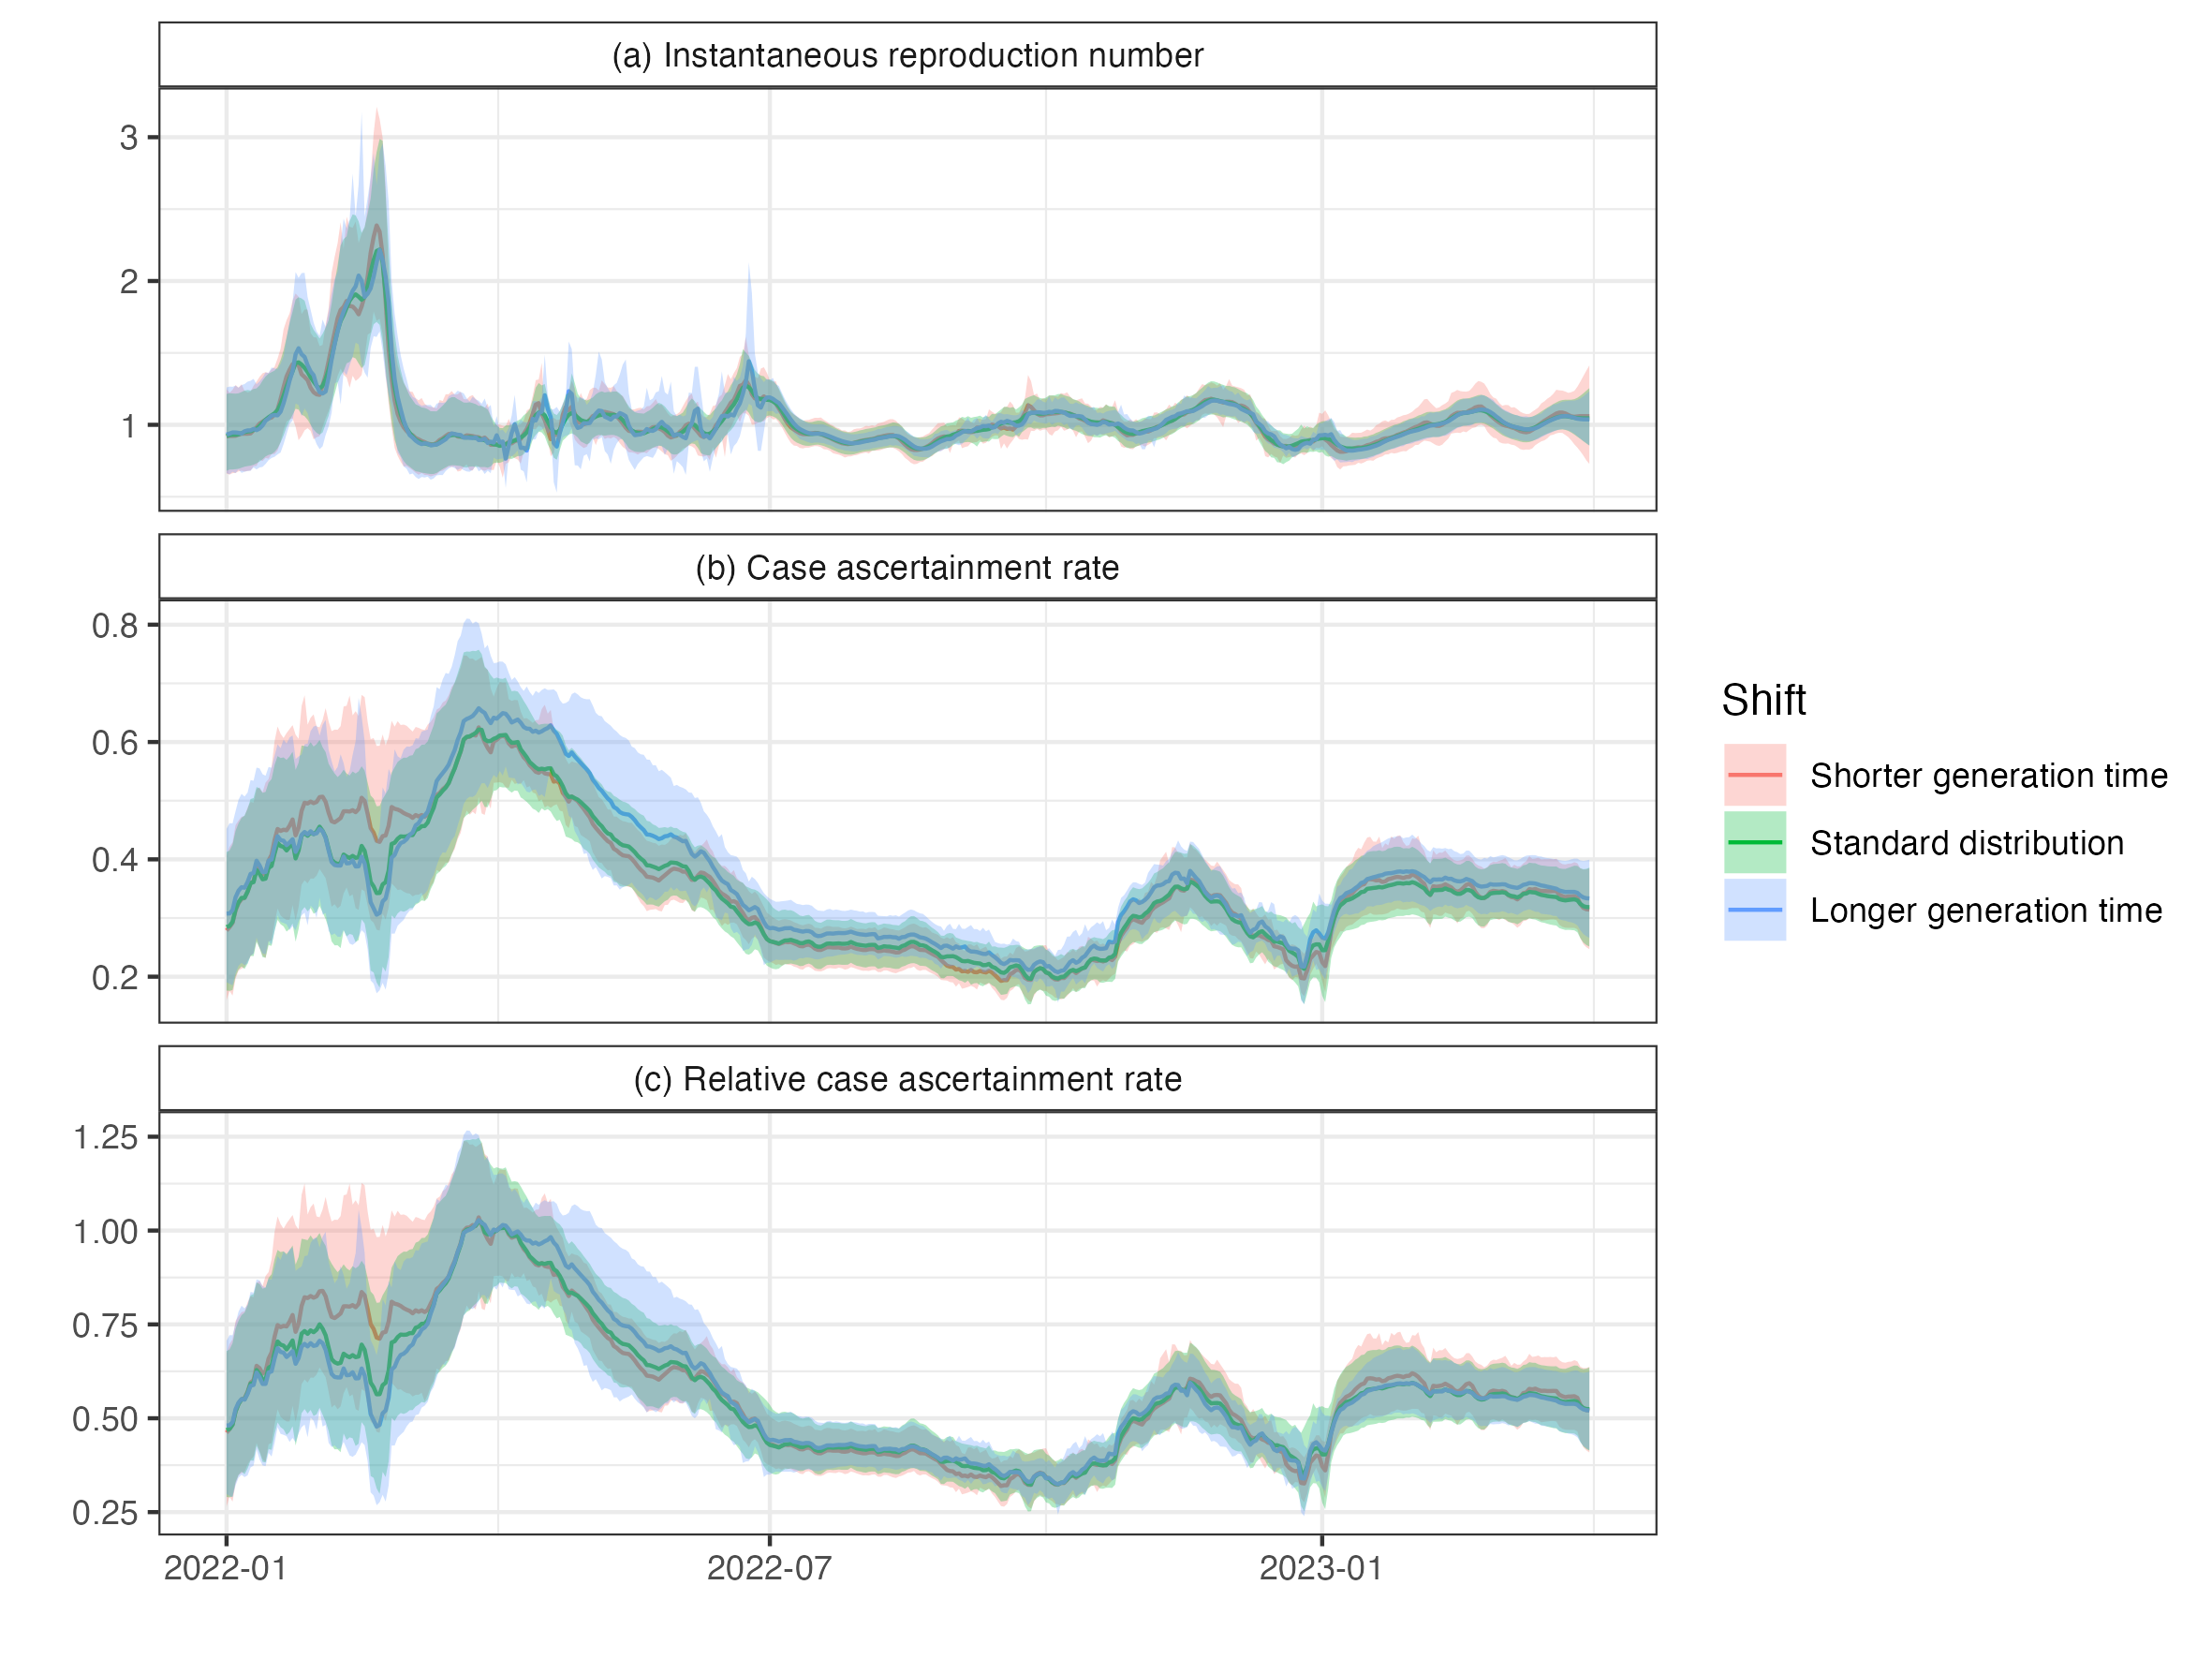 (a) Instantaneous reproduction number
3
2
1
(b) Case ascertainment rate
0.8
0.6
0.4
0.2
(c) Relative case ascertainment rate
1.25
1.00
0.75
0.50
0.25
2022-01
2022-07
2023-01
Shift
Shorter generation time
Standard distribution
Longer generation time